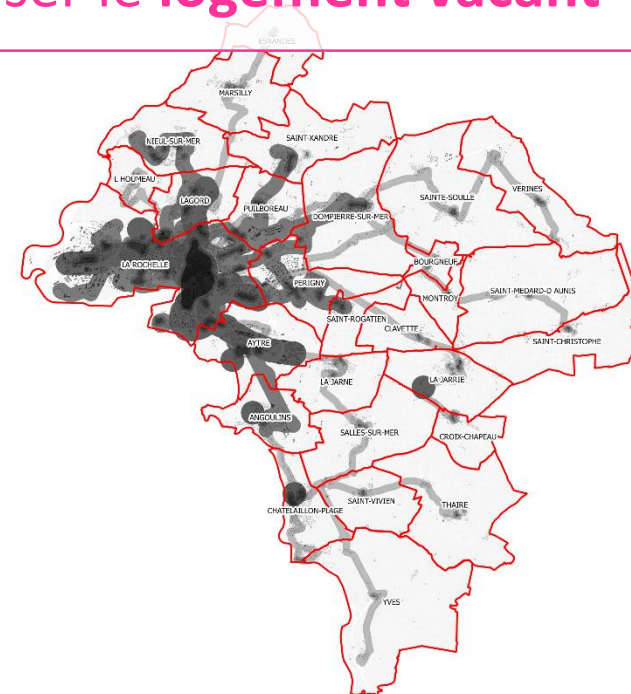 ser le logement vacant
ESNANDES
MARSILLY
SAINT-XANDRE
NIEUL-SUR-MER
L HOUMEAU
LAGORD
PUILBOREAU
DOMPIERRE-SUR-MER
SAINTE-SOULLE
VERINES
LA ROCHELLE
BOURGNEUF
PERIGNY
MONTROY
SAINT-MEDARD-D AUNIS
SAINT-ROGATIEN
CLAVETTE
SAINT-CHRISTOPHE
AYTRE
LA JARNE
LA JARRIE
ANGOULINS
SALLES-SUR-MER
CROIX-CHAPEAU
SAINT-VIVIEN
THAIRE
CHATELAILLON-PLAGE
YVES